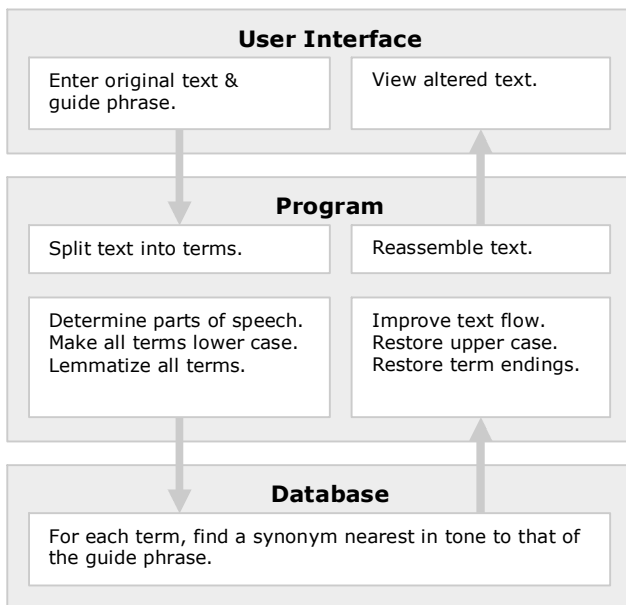 User Interface
Enter original text &
guide phrase.
View altered text.
Program
Split text into terms.
Reassemble text.
Determine parts of speech.
Make all terms lower case.
Lemmatize all terms.
Improve text flow.
Restore upper case.
Restore term endings.
Database
For each term, find a synonym nearest in tone to that of
the guide phrase.